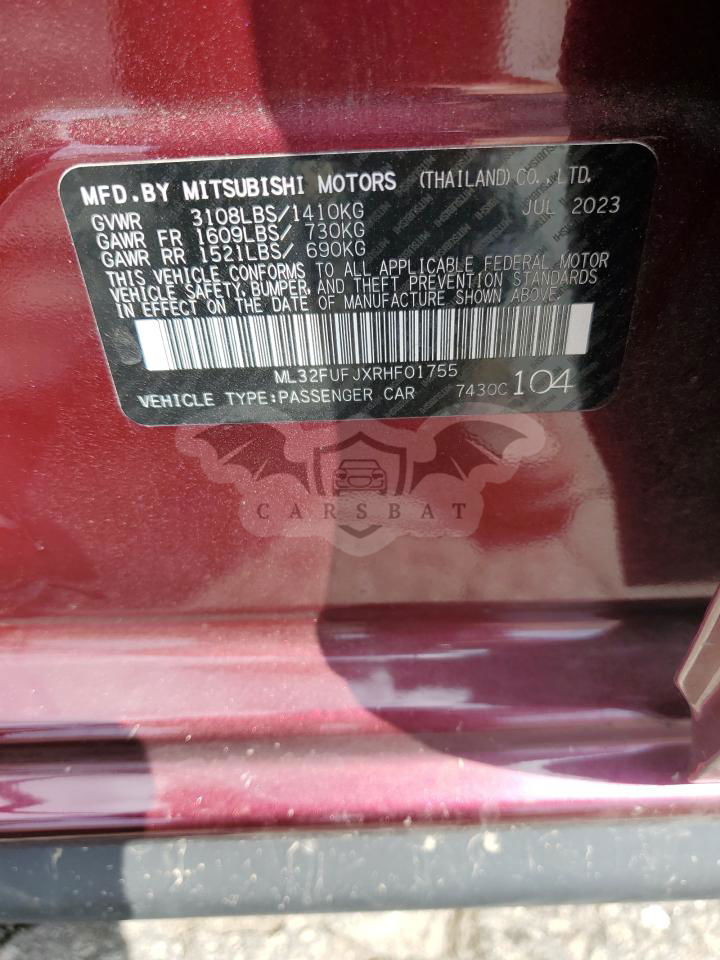 MFD.BY MITSUBISHI MOTORS (THAILAND)CO.,LTD.
GVWR 3108LBS/1410KG JUL 2023
GAWR FR 1609LBS/ 730KG
GAWR RR 1521LBS/ 690KG
THIS VEHICLE CONFORMS TO ALL APPLICABLE FEDERAL MOTOR
VEHICLE SAFETY,BUMPER,AND THEFT PREVENTION STANDARDS
IN EFFECT ON THE DATE OF MANUFACTURE SHOWN ABOVE.
ML32FUFJXRHF01755
VEHICLE TYPE:PASSENGER CAR 7430C 104
CARSBAT